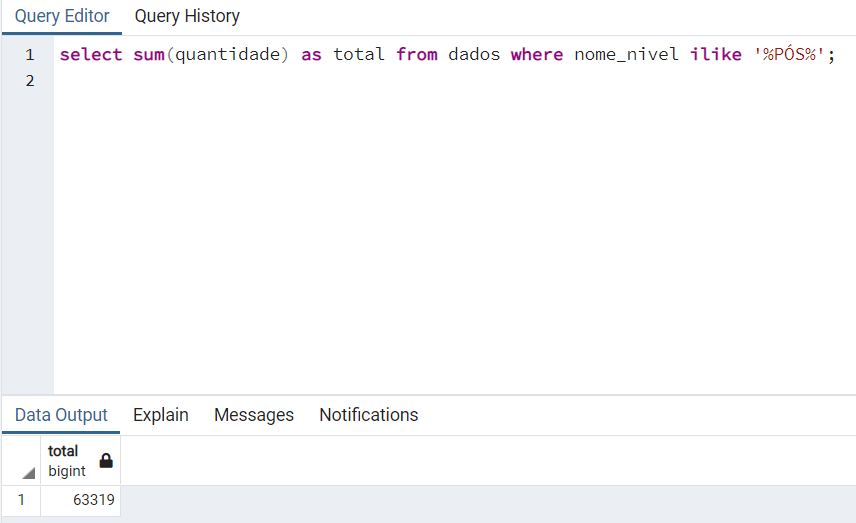 Query Editor Query History
1 select sum(quantidade) as total from dados where nome_nivel ilike '%PÓS%';
2
Data Output Explain Messages Notifications
total
bigint
1 63319